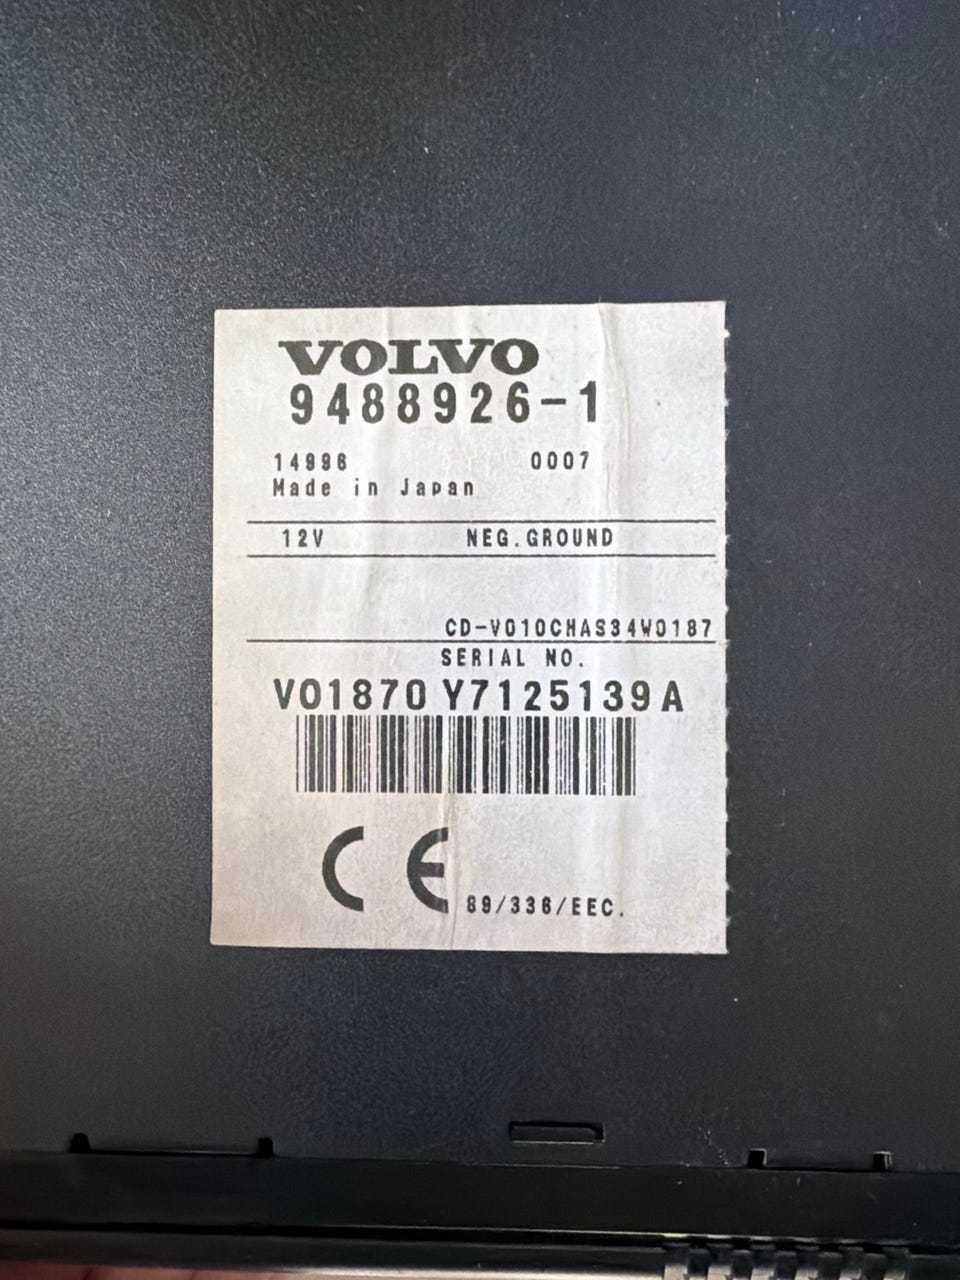 VOLVO
9488926-1
14996 0007
Made in Japan
12V NEG.GROUND
CD-V010CHAS34W0187
SERIAL NO.
V01870 Y7125139A
CE 89/336/EEC.